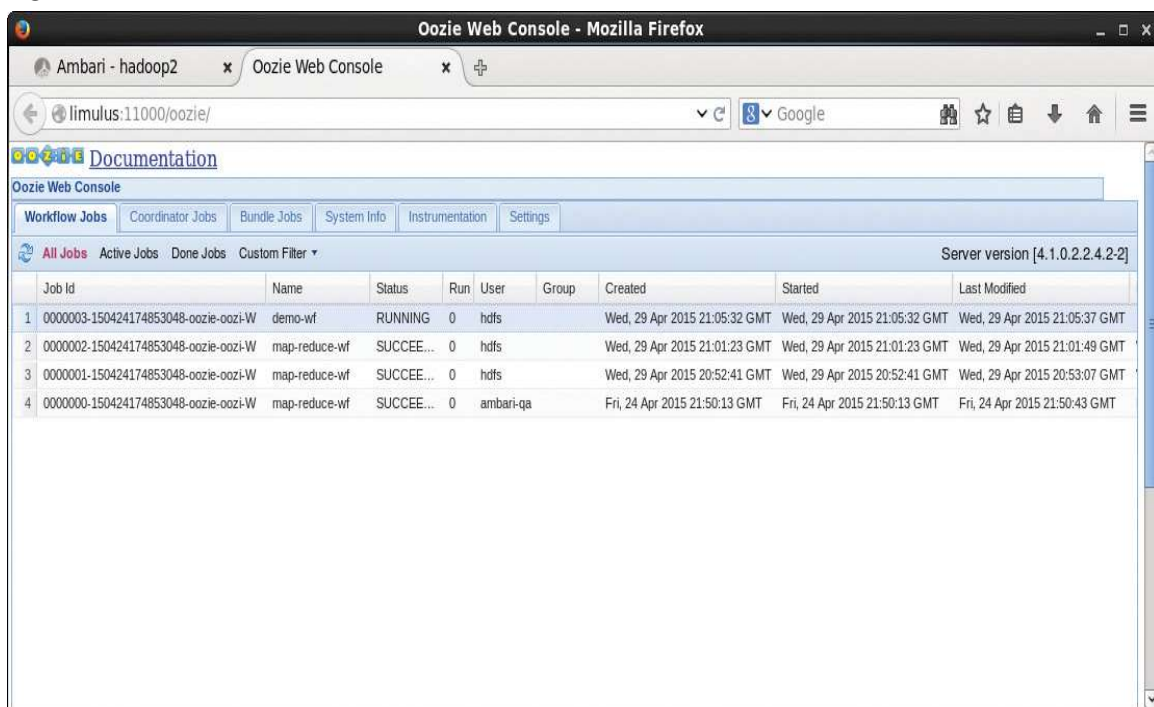 Oozie Web Console - Mozilla Firefox
Ambari - hadoop2
Oozie Web Console
limulus:11000/oozie/
Google
OOZIE Documentation
Oozie Web Console
Workflow Jobs Coordinator Jobs Bundle Jobs System Info Instrumentation Settings
All Jobs Active Jobs Done Jobs Custom Filter Server version [4.1.0.2.2.4.2-2]
Job Id Name Status Run User Group Created Started Last Modified
1 0000003-150424174853048-oozie-oozi-W demo-wf RUNNING 0 hdfs Wed, 29 Apr 2015 21:05:32 GMT Wed, 29 Apr 2015 21:05:32 GMT Wed, 29 Apr 2015 21:05:37 GMT
2 0000002-150424174853048-oozie-oozi-W map-reduce-wf SUCCEE... 0 hdfs Wed, 29 Apr 2015 21:01:23 GMT Wed, 29 Apr 2015 21:01:23 GMT Wed, 29 Apr 2015 21:01:49 GMT
3 0000001-150424174853048-oozie-oozi-W map-reduce-wf SUCCEE... 0 hdfs Wed, 29 Apr 2015 20:52:41 GMT Wed, 29 Apr 2015 20:52:41 GMT Wed, 29 Apr 2015 20:53:07 GMT
4 0000000-150424174853048-oozie-oozi-W map-reduce-wf SUCCEE... 0 ambari-qa Fri, 24 Apr 2015 21:50:13 GMT Fri, 24 Apr 2015 21:50:13 GMT Fri, 24 Apr 2015 21:50:43 GMT